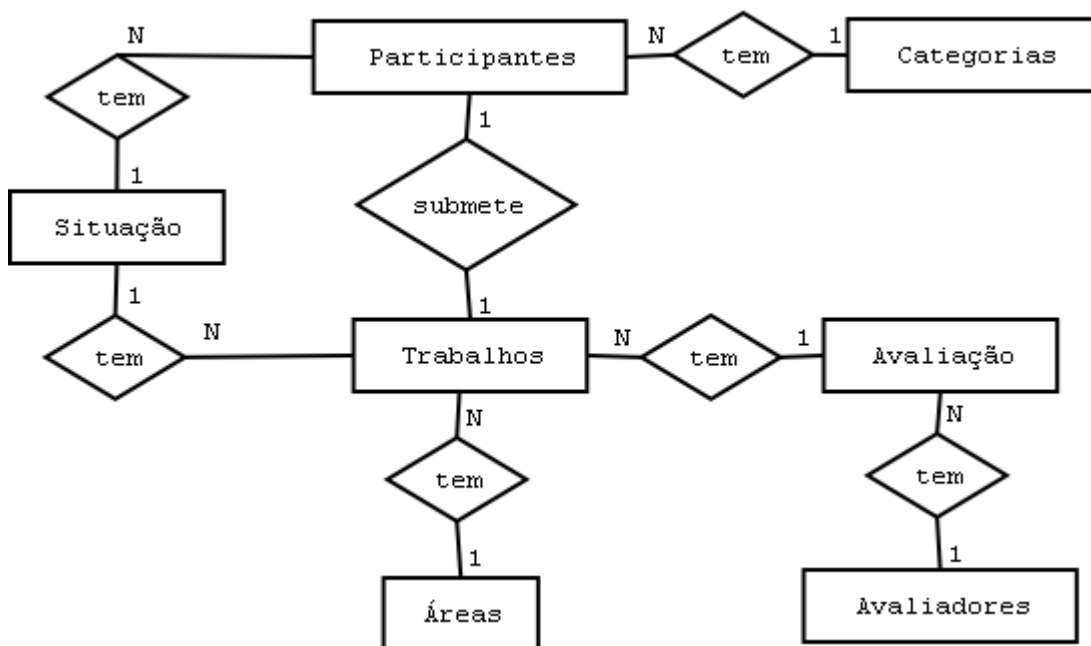 N
Participantes
N
tem
1
Categorias
tem
1
submete
1
Situação
1
1
tem
N
Trabalhos
N
tem
1
Avaliação
N
N
tem
tem
1
1
Áreas
Avaliadores